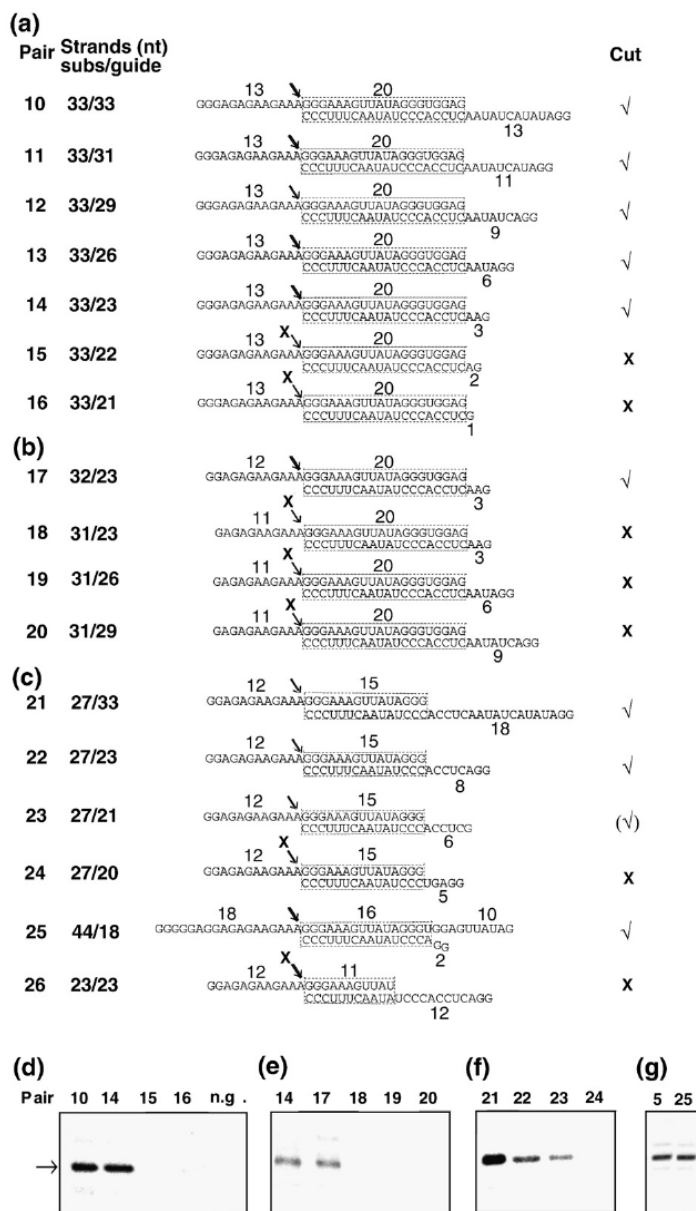 (a)
Pair Strands (nt) subs/guide Cut
13 20
10 33/33 GGGAGAGAAGAAAGGGAAAGUUAUAGGGUGGAG √
CCCUUUCAAUAUCCCACCUCAAUAUCAUAUAGG
13
13 20
11 33/31 GGGAGAGAAGAAAGGGAAAGUUAUAGGGUGGAG √
CCCUUUCAAUAUCCCACCUCAAUAUCAUAGG
11
13 20
12 33/29 GGGAGAGAAGAAAGGGAAAGUUAUAGGGUGGAG √
CCCUUUCAAUAUCCCACCUCAAUAUCAGG
9
13 20
13 33/26 GGGAGAGAAGAAAGGGAAAGUUAUAGGGUGGAG √
CCCUUUCAAUAUCCCACCUCAAUAGG
6
13 20
14 33/23 GGGAGAGAAGAAAGGGAAAGUUAUAGGGUGGAG √
CCCUUUCAAUAUCCCACCUCAAG
3
13 X 20
15 33/22 GGGAGAGAAGAAAGGGAAAGUUAUAGGGUGGAG X
CCCUUUCAAUAUCCCACCUCAG
2
13 X 20
16 33/21 GGGAGAGAAGAAAGGGAAAGUUAUAGGGUGGAG X
CCCUUUCAAUAUCCCACCUCG
1
(b)
12 20
17 32/23 GGAGAGAAGAAAGGGAAAGUUAUAGGGUGGAG √
CCCUUUCAAUAUCCCACCUCAAG
3
11 X 20
18 31/23 GAGAGAAGAAAGGGAAAGUUAUAGGGUGGAG X
CCCUUUCAAUAUCCCACCUCAAG
3
11 X 20
19 31/26 GAGAGAAGAAAGGGAAAGUUAUAGGGUGGAG X
CCCUUUCAAUAUCCCACCUCAAUAGG
6
11 X 20
20 31/29 GAGAGAAGAAAGGGAAAGUUAUAGGGUGGAG X
CCCUUUCAAUAUCCCACCUCAAUAUCAGG
9
(c)
12 15
21 27/33 GGAGAGAAGAAAGGGAAAGUUAUAGGG √
CCCUUUCAAUAUCCCACCUCAAUAUCAUAUAGG
18
12 15
22 27/23 GGAGAGAAGAAAGGGAAAGUUAUAGGG √
CCCUUUCAAUAUCCCACCUCAGG
8
12 15
23 27/21 GGAGAGAAGAAAGGGAAAGUUAUAGGG (√)
CCCUUUCAAUAUCCCACCUCG
6
12 X 15
24 27/20 GGAGAGAAGAAAGGGAAAGUUAUAGGG X
CCCUUUCAAUAUCCCUGAGG
5
18 16 10
25 44/18 GGGGGAGGAGAGAAGAAAGGGAAAGUUAUAGGGUGGAGUUAUAG √
CCCUUUCAAUAUCCCAGG
2
12 X 11
26 23/23 GGAGAGAAGAAAGGGAAAGUUAU X
CCCUUUCAAUAUCCCACCUCAGG
12
(d) (e) (f) (g)
Pair 10 14 15 16 n.g. 14 17 18 19 20 21 22 23 24 5 25